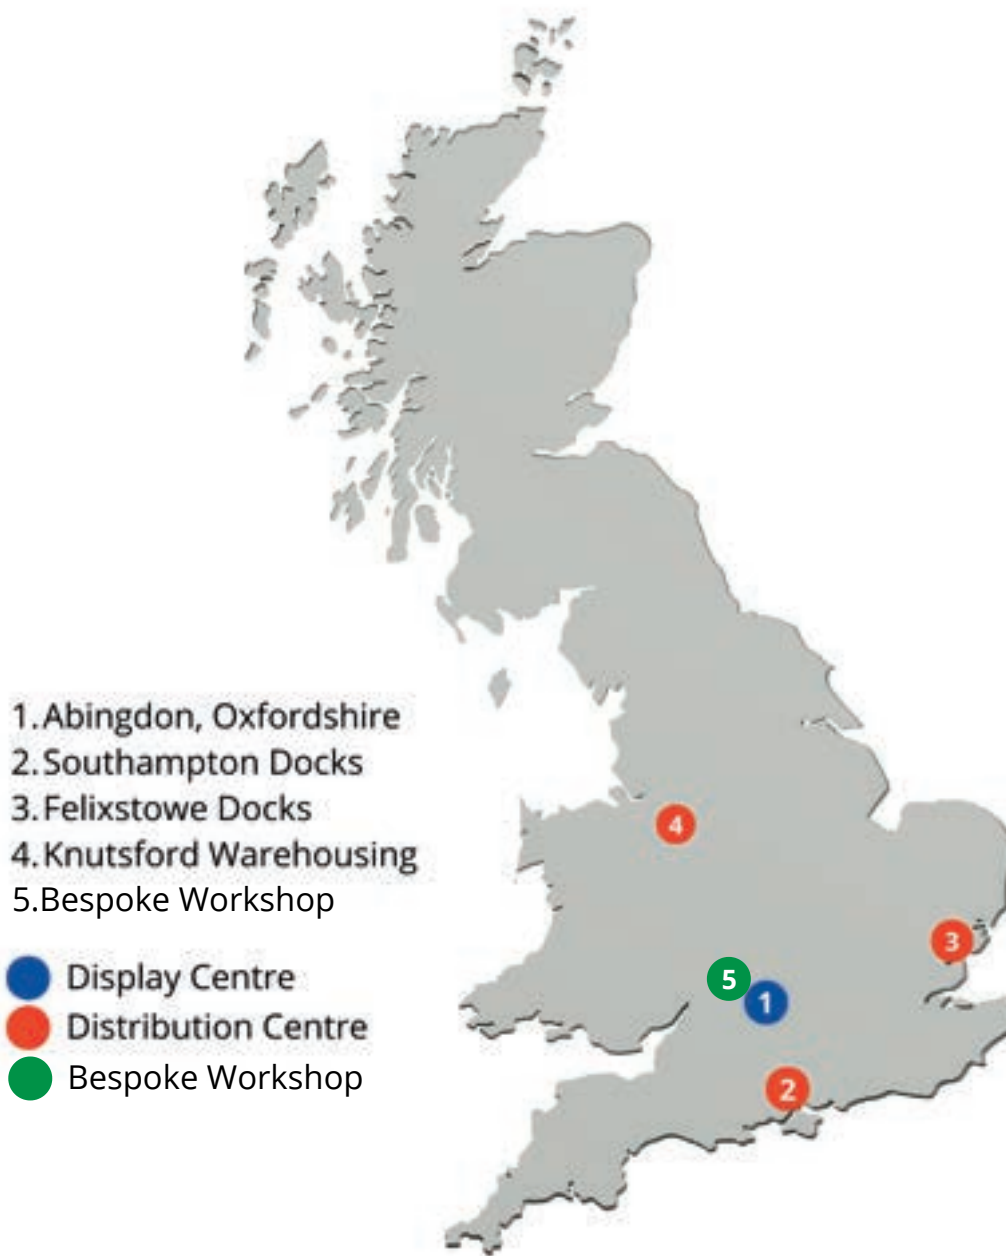 1.Abingdon, Oxfordshire
2.Southampton Docks
3.Felixstowe Docks
4.Knutsford Warehousing
5.Bespoke Workshop
Display Centre
Distribution Centre
Bespoke Workshop
4
3
5
1
2